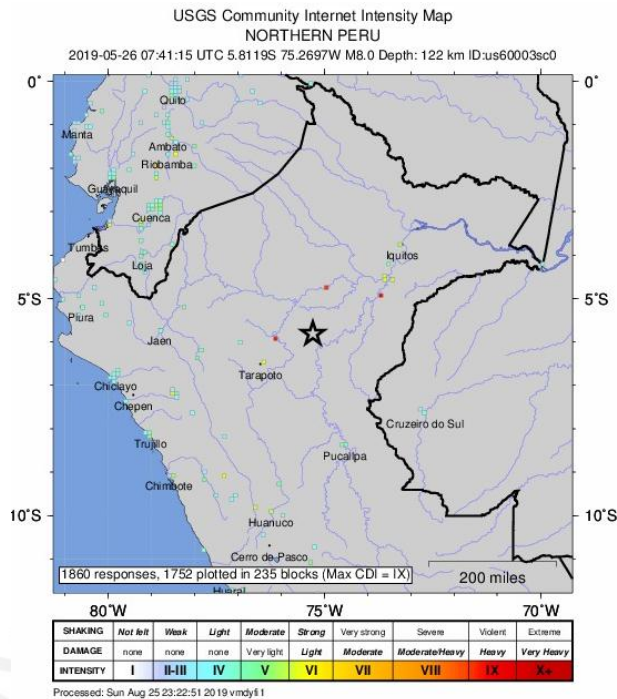 USGS Community Internet Intensity Map
NORTHERN PERU
2019-05-26 07:41:15 UTC 5.8119S 75.2697W M8.0 Depth: 122 km ID:us60003sc0
0° 0°
Quito
Manta
Ambato
Riobamba
Guayaquil
Cuenca
Iquitos
Tumbes
Loja
5°S 5°S
Piura
Jaen
Tarapoto
Chiclayo
Chepen
Cruzeiro do Sul
Trujillo
Pucallpa
Chimbote
10°S 10°S
Huanuco
Cerro de Pasco
1860 responses, 1752 plotted in 235 blocks (Max CDI = IX)
200 miles
Huaral
80°W 75°W 70°W
SHAKING Not felt Weak Light Moderate Strong Very strong Severe Violent Extreme
DAMAGE none none none Very light Light Moderate Moderate/Heavy Heavy Very Heavy
INTENSITY I II-III IV V VI VII VIII IX X+
Processed: Sun Aug 25 23:22:51 2019 vmdyfi1